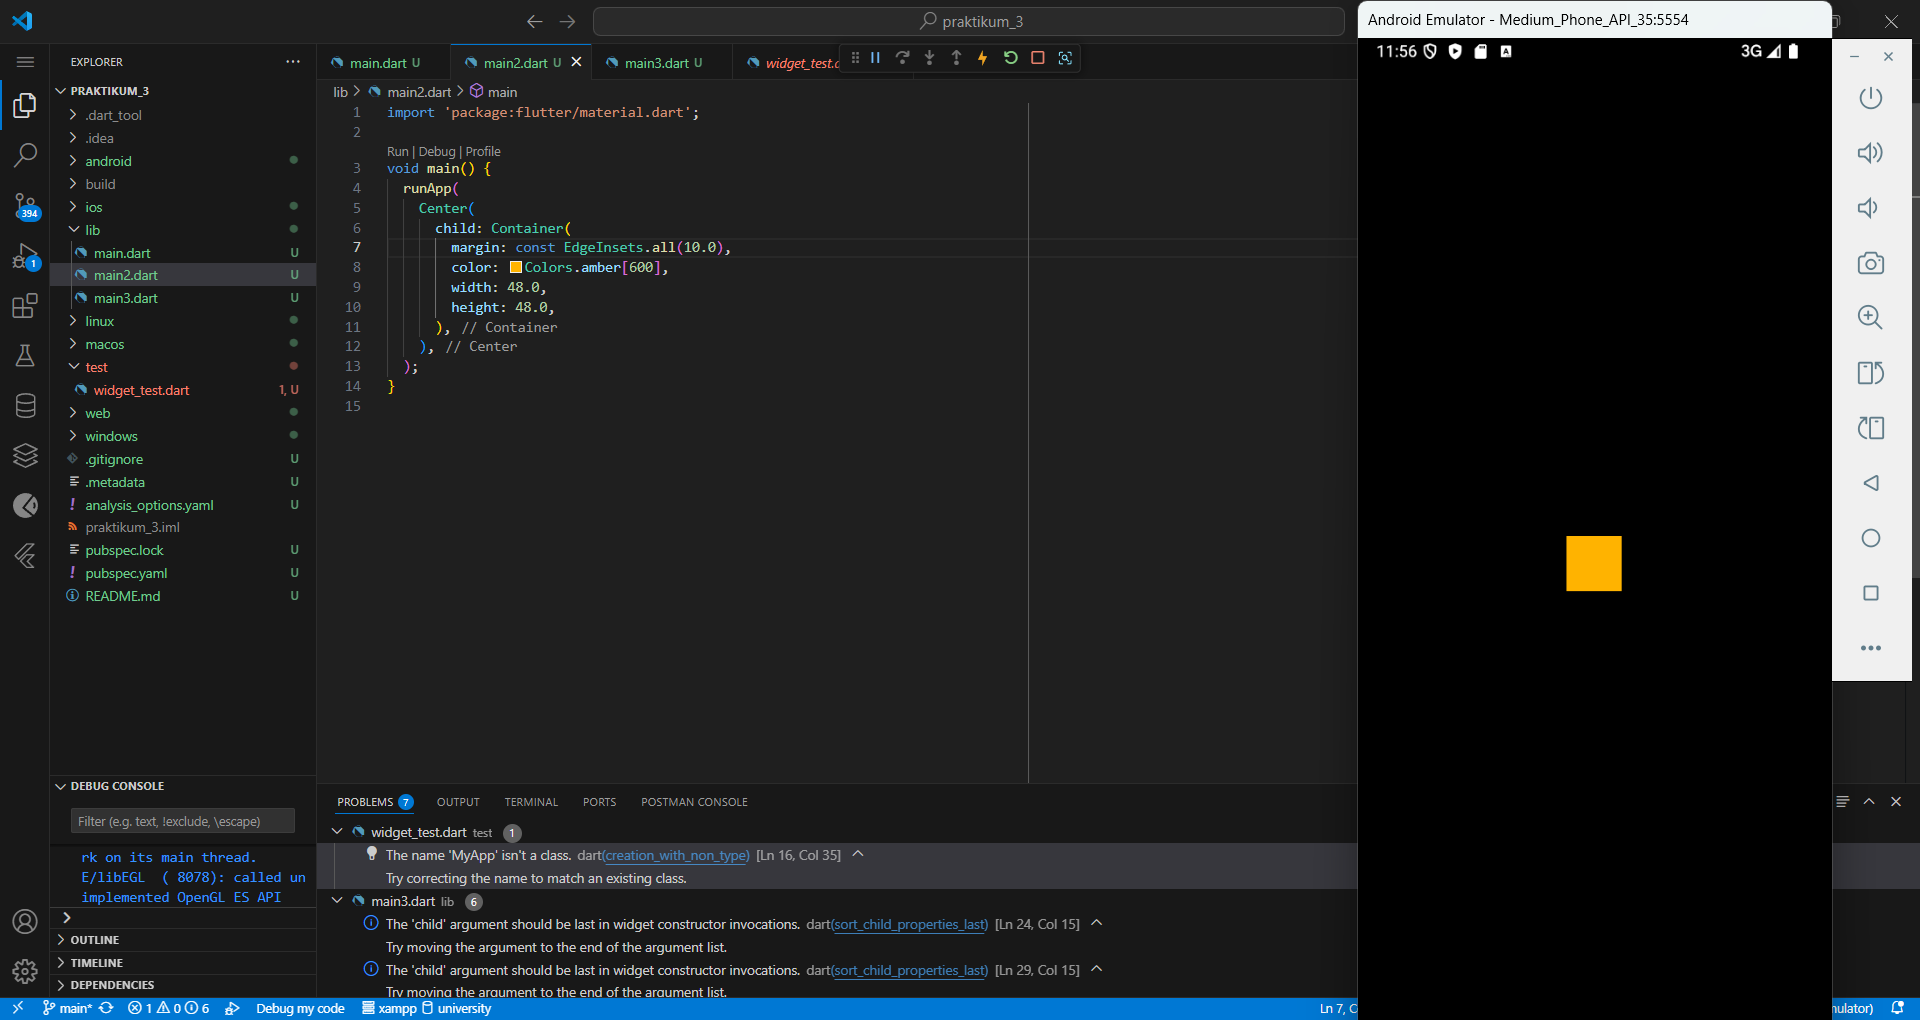 praktikum_3
Android Emulator - Medium_Phone_API_35:5554
11:56
A
3G
EXPLORER
PRAKTIKUM_3
.dart_tool
.idea
android
build
ios
lib
main.dart U
main2.dart U
main3.dart U
linux
macos
test
widget_test.dart 1, U
web
windows
.gitignore U
.metadata U
analysis_options.yaml U
praktikum_3.iml
pubspec.lock U
pubspec.yaml U
README.md U
394
1
main.dart U
main2.dart U
main3.dart U
widget_test.d
lib > main2.dart > main
1 import 'package:flutter/material.dart';
2
Run | Debug | Profile
3 void main() {
4 runApp(
5 Center(
6 child: Container(
7 margin: const EdgeInsets.all(10.0),
8 color: Colors.amber[600],
9 width: 48.0,
10 height: 48.0,
11 ), // Container
12 ), // Center
13 );
14 }
15
DEBUG CONSOLE
Filter (e.g. text, !exclude, \escape)
rk on its main thread.
E/libEGL  ( 8078): called un
implemented OpenGL ES API
OUTLINE
TIMELINE
DEPENDENCIES
PROBLEMS 7 OUTPUT TERMINAL PORTS POSTMAN CONSOLE
widget_test.dart test 1
The name 'MyApp' isn't a class. dart(creation_with_non_type) [Ln 16, Col 35]
Try correcting the name to match an existing class.
main3.dart lib 6
The 'child' argument should be last in widget constructor invocations. dart(sort_child_properties_last) [Ln 24, Col 15]
Try moving the argument to the end of the argument list.
The 'child' argument should be last in widget constructor invocations. dart(sort_child_properties_last) [Ln 29, Col 15]
Try moving the argument to the end of the argument list.
main* 1 0 6 Debug my code xampp university
Ln 7, C
mulator)